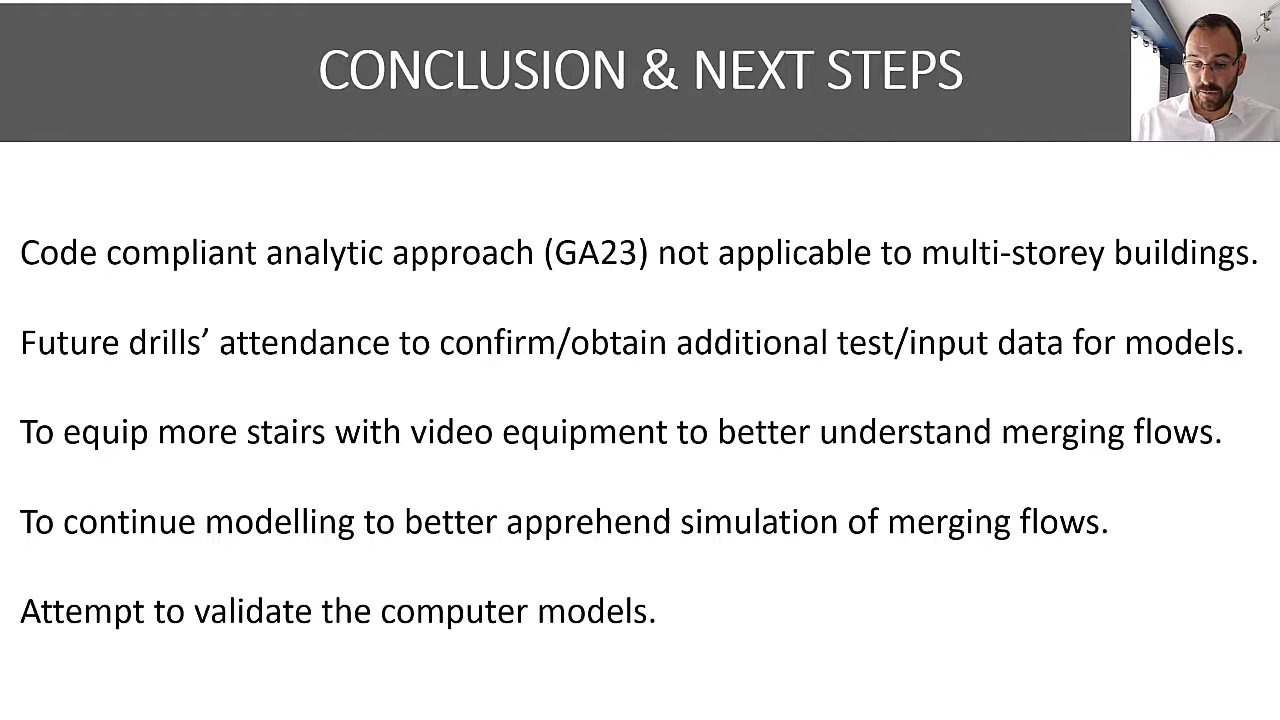 CONCLUSION & NEXT STEPS
Code compliant analytic approach (GA23) not applicable to multi-storey buildings.
Future drills’ attendance to confirm/obtain additional test/input data for models.
To equip more stairs with video equipment to better understand merging flows.
To continue modelling to better apprehend simulation of merging flows.
Attempt to validate the computer models.